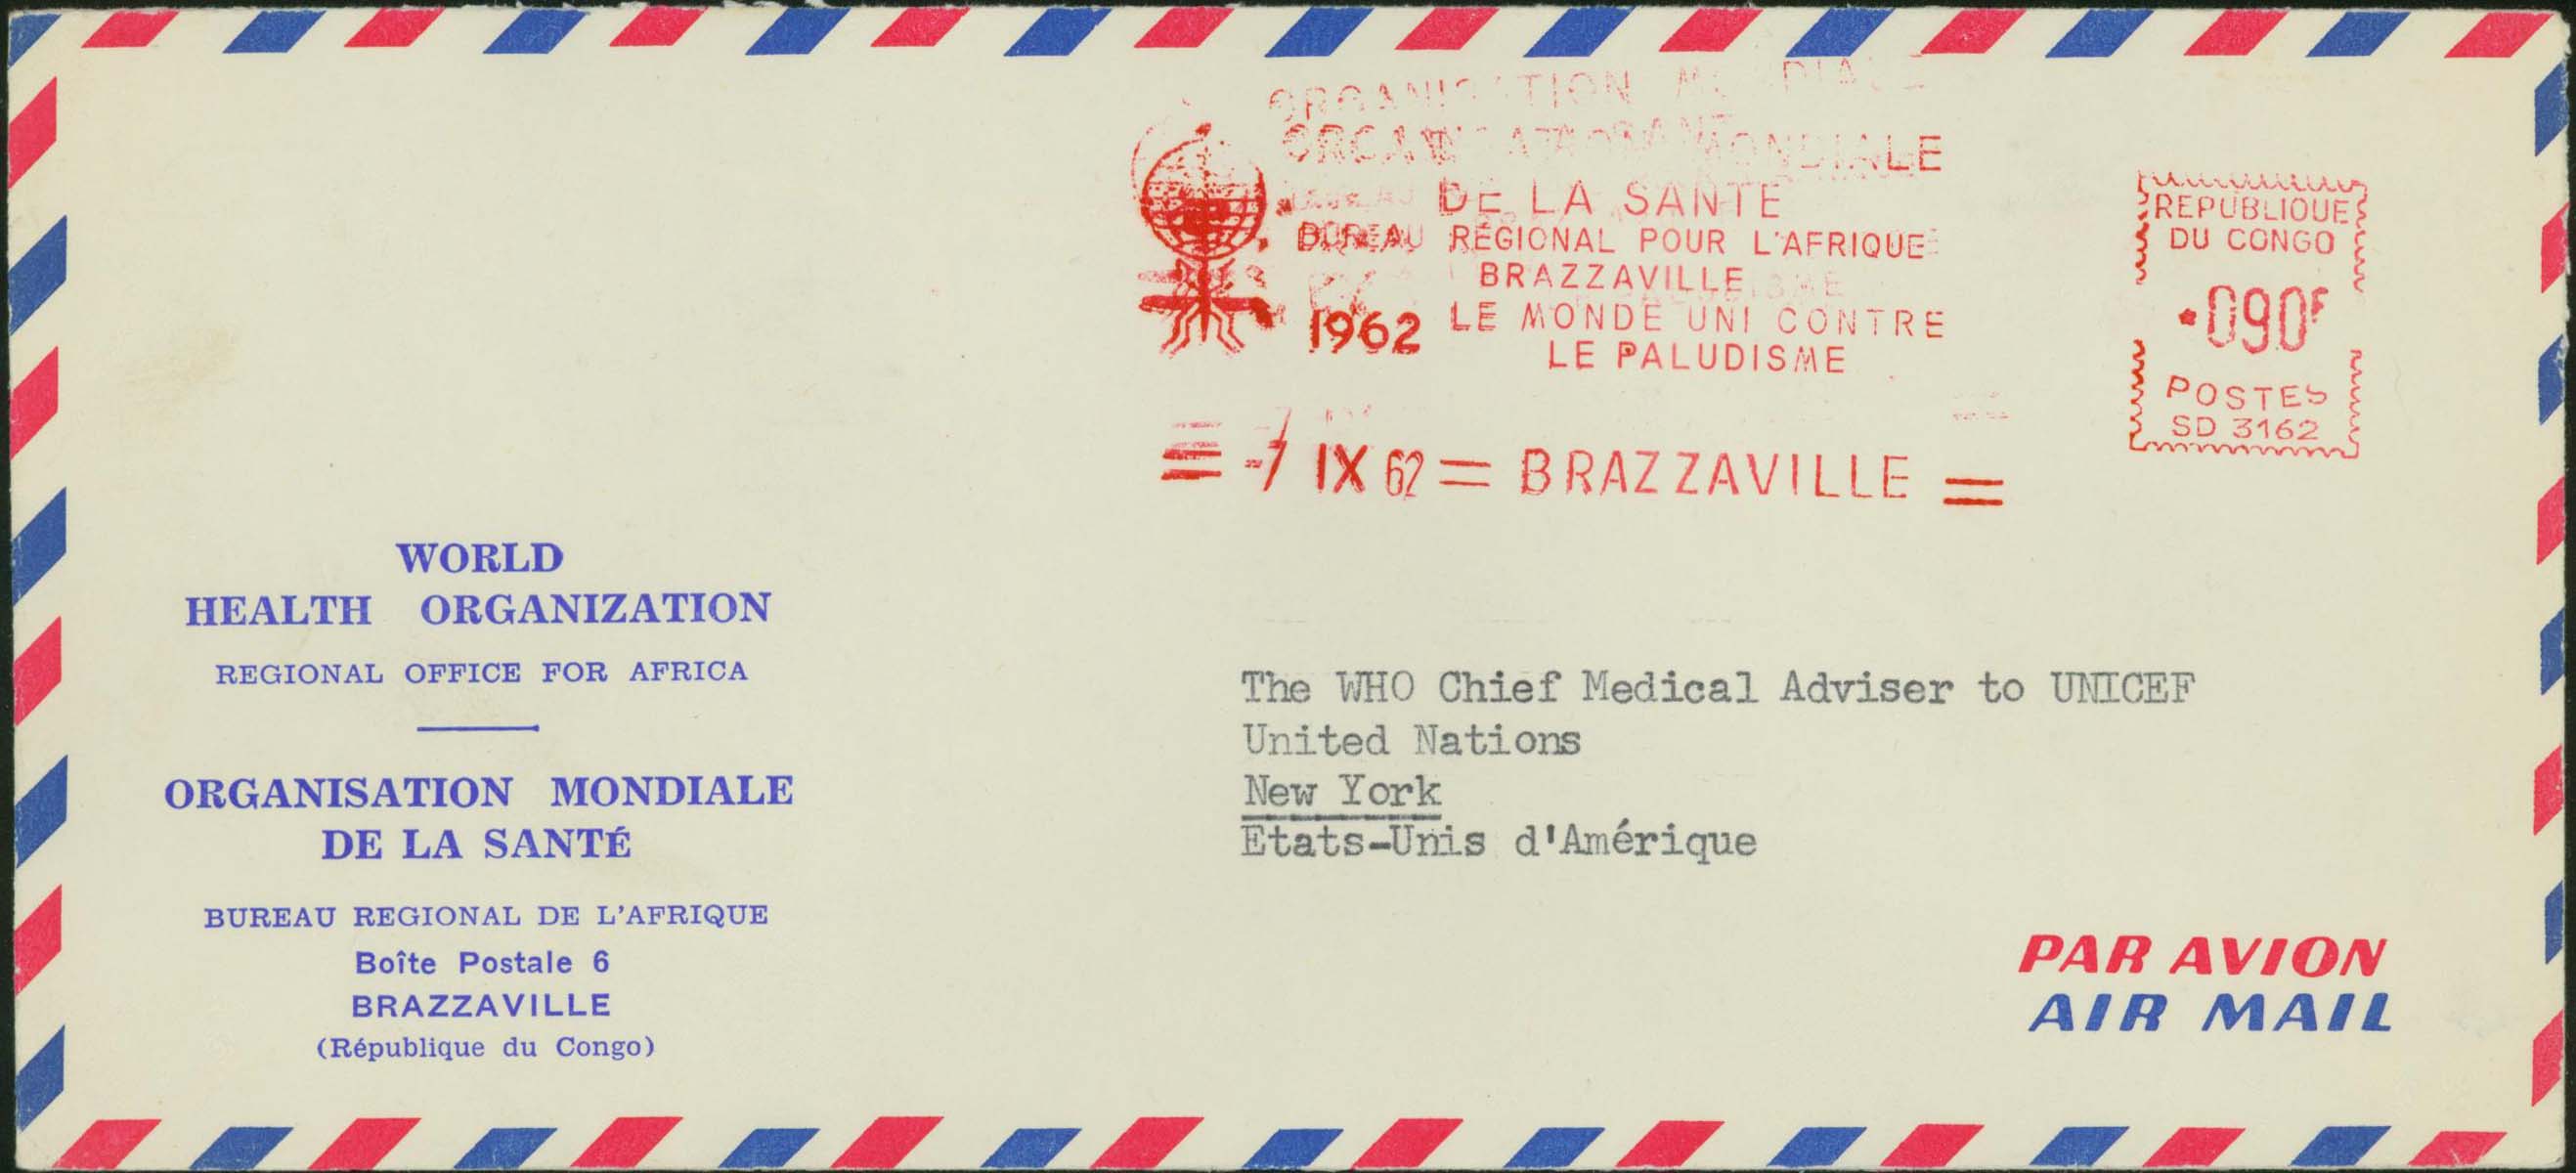 ORGANISATION MONDIALE
DE LA SANTE
BUREAU RÉGIONAL POUR L'AFRIQUE
BRAZZAVILLE
1962 LE MONDE UNI CONTRE
LE PALUDISME
-7 IX 62 = BRAZZAVILLE =
REPUBLIQUE
DU CONGO
090F
POSTES
SD 3162
WORLD
HEALTH ORGANIZATION
REGIONAL OFFICE FOR AFRICA
ORGANISATION MONDIALE
DE LA SANTÉ
BUREAU REGIONAL DE L'AFRIQUE
Boîte Postale 6
BRAZZAVILLE
(République du Congo)
The WHO Chief Medical Adviser to UNICEF
United Nations
New York
Etats-Unis d'Amérique
PAR AVION
AIR MAIL